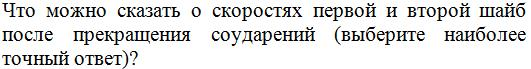 Что можно сказать о скоростях первой и второй шайб
после прекращения соударений (выберите наиболее
точный ответ)?